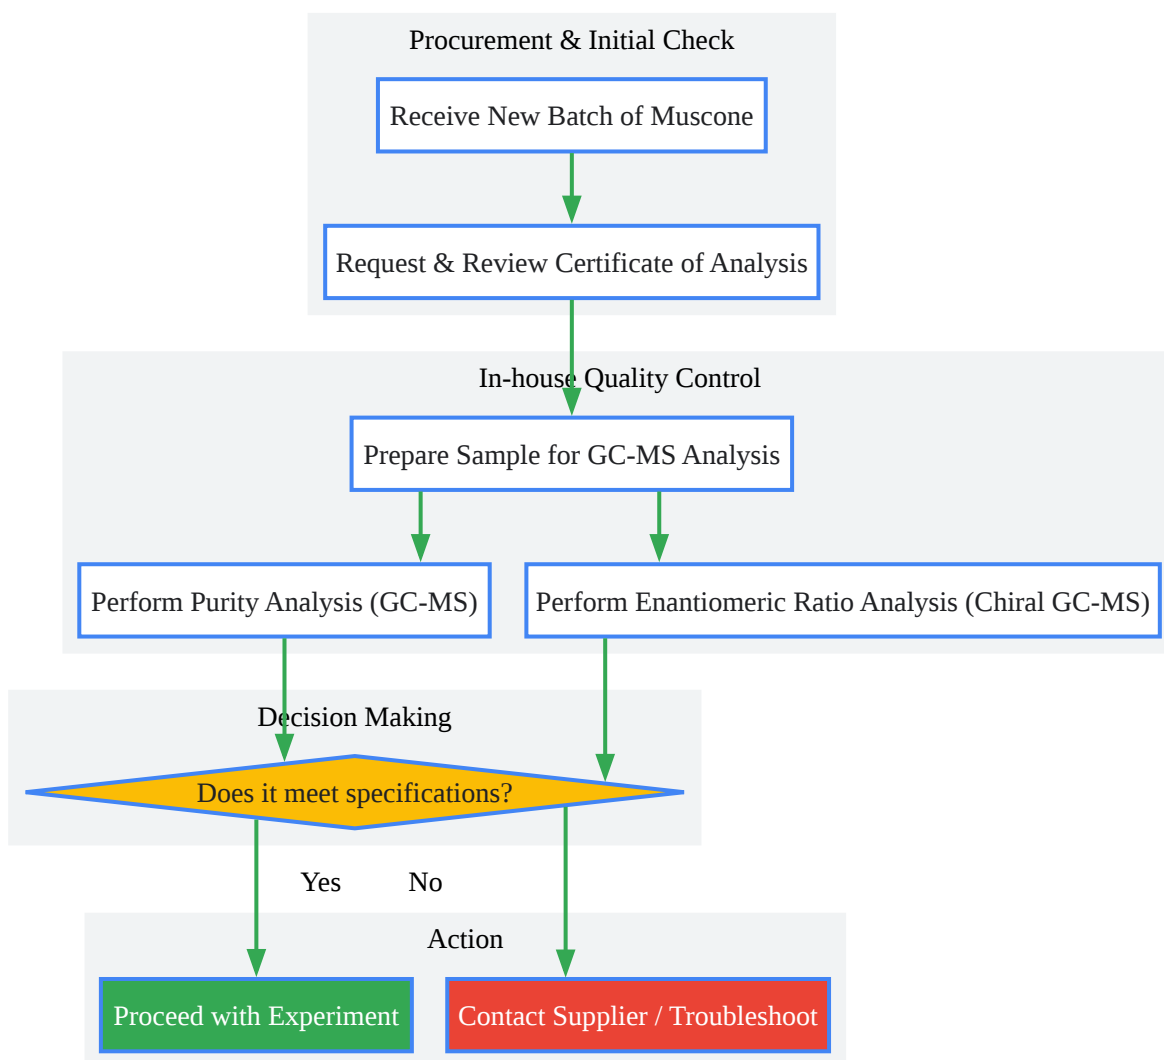 Procurement & Initial Check
Receive New Batch of Muscone
Request & Review Certificate of Analysis
In-house Quality Control
Prepare Sample for GC-MS Analysis
Perform Purity Analysis (GC-MS)
Perform Enantiomeric Ratio Analysis (Chiral GC-MS)
Decision Making
Does it meet specifications?
Yes
No
Action
Proceed with Experiment
Contact Supplier / Troubleshoot